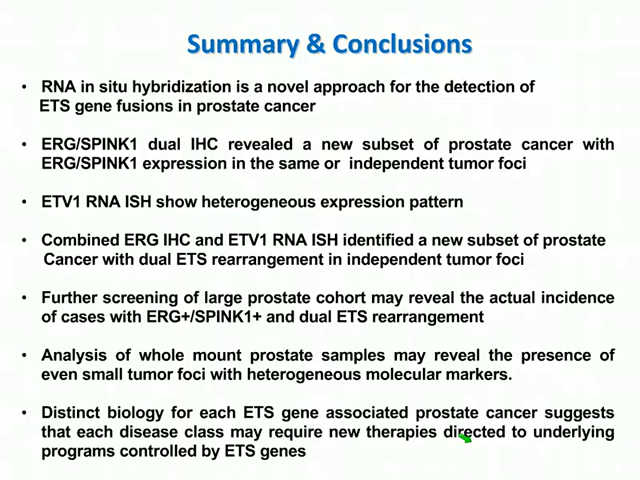 Summary & Conclusions
• RNA in situ hybridization is a novel approach for the detection of
ETS gene fusions in prostate cancer
• ERG/SPINK1 dual IHC revealed a new subset of prostate cancer with
ERG/SPINK1 expression in the same or independent tumor foci
• ETV1 RNA ISH show heterogeneous expression pattern
• Combined ERG IHC and ETV1 RNA ISH identified a new subset of prostate
Cancer with dual ETS rearrangement in independent tumor foci
• Further screening of large prostate cohort may reveal the actual incidence
of cases with ERG+/SPINK1+ and dual ETS rearrangement
• Analysis of whole mount prostate samples may reveal the presence of
even small tumor foci with heterogeneous molecular markers.
• Distinct biology for each ETS gene associated prostate cancer suggests
that each disease class may require new therapies directed to underlying
programs controlled by ETS genes